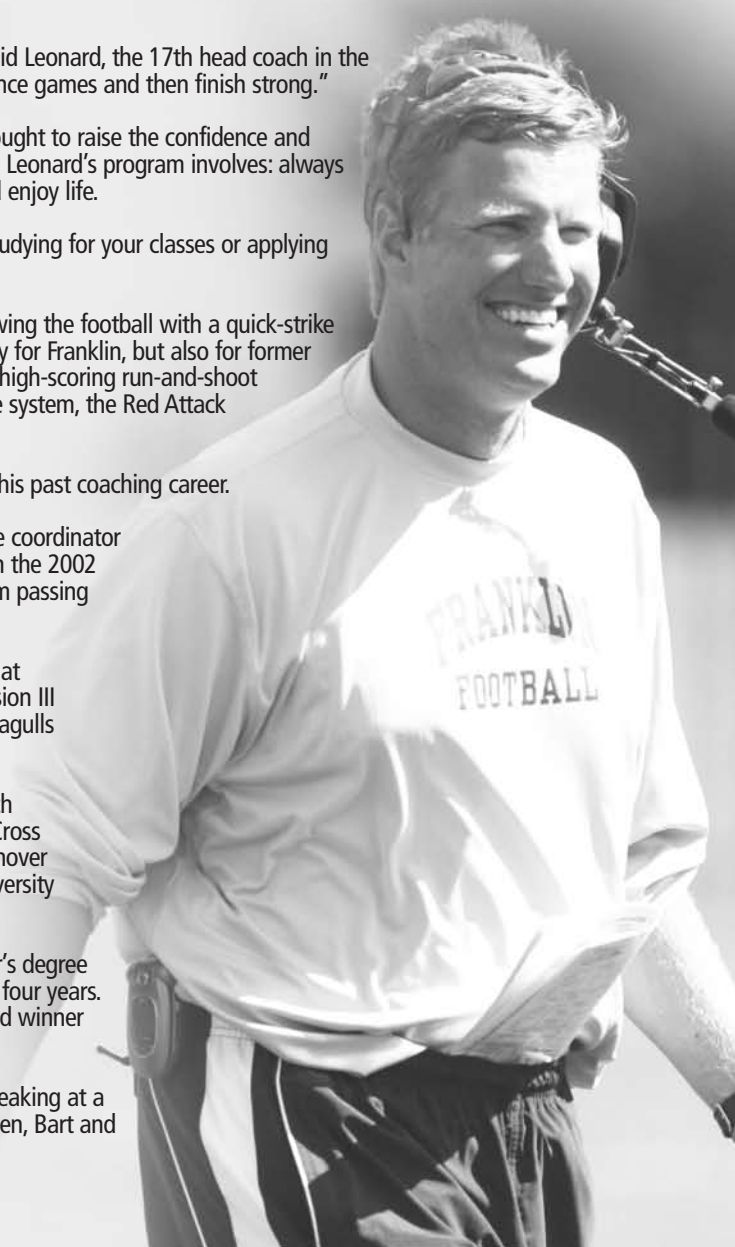 id Leonard, the 17th head coach in the
nce games and then finish strong.”
ught to raise the confidence and
Leonard’s program involves: always
enjoy life.
udying for your classes or applying
wing the football with a quick-strike
y for Franklin, but also for former
high-scoring run-and-shoot
e system, the Red Attack
his past coaching career.
e coordinator
n the 2002
m passing
at
sion III
agulls
ch
Cross
nover
versity
r’s degree
four years.
d winner
eaking at a
en, Bart and
FRANKLIN
FOOTBALL